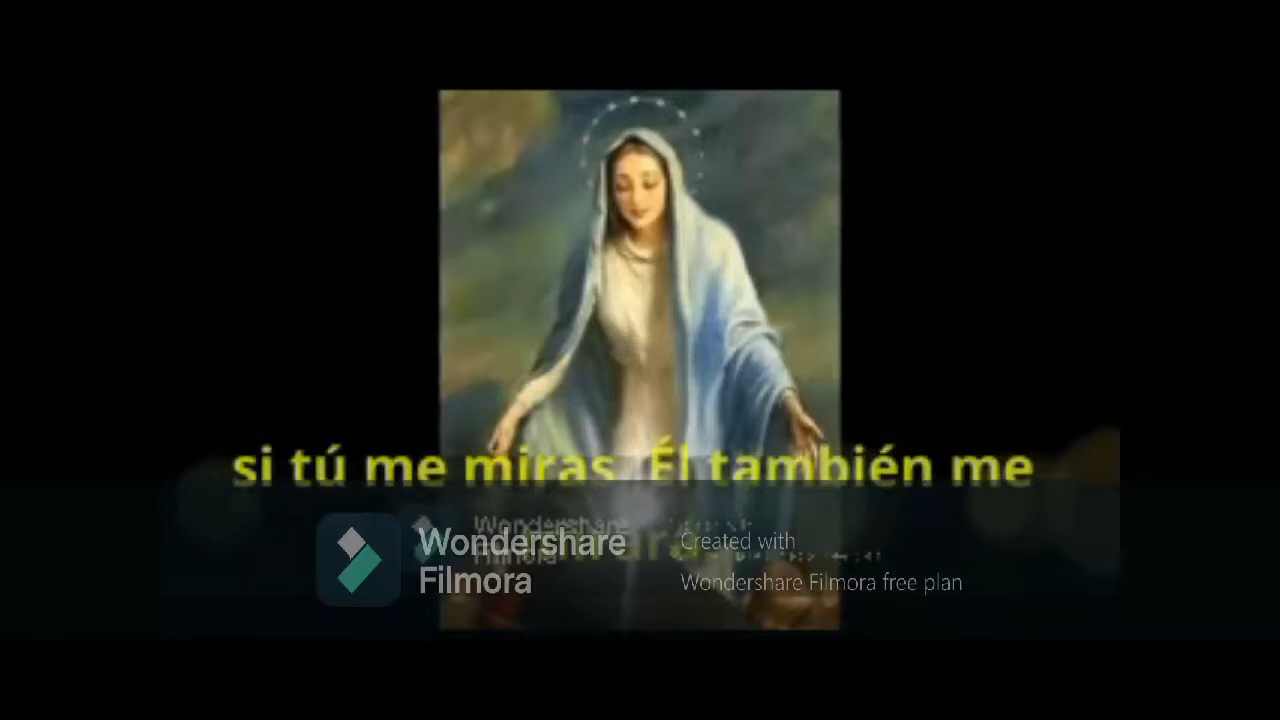 si tú me miras, Él también me
Wondershare
Filmora
Created with
Wondershare Filmora free plan